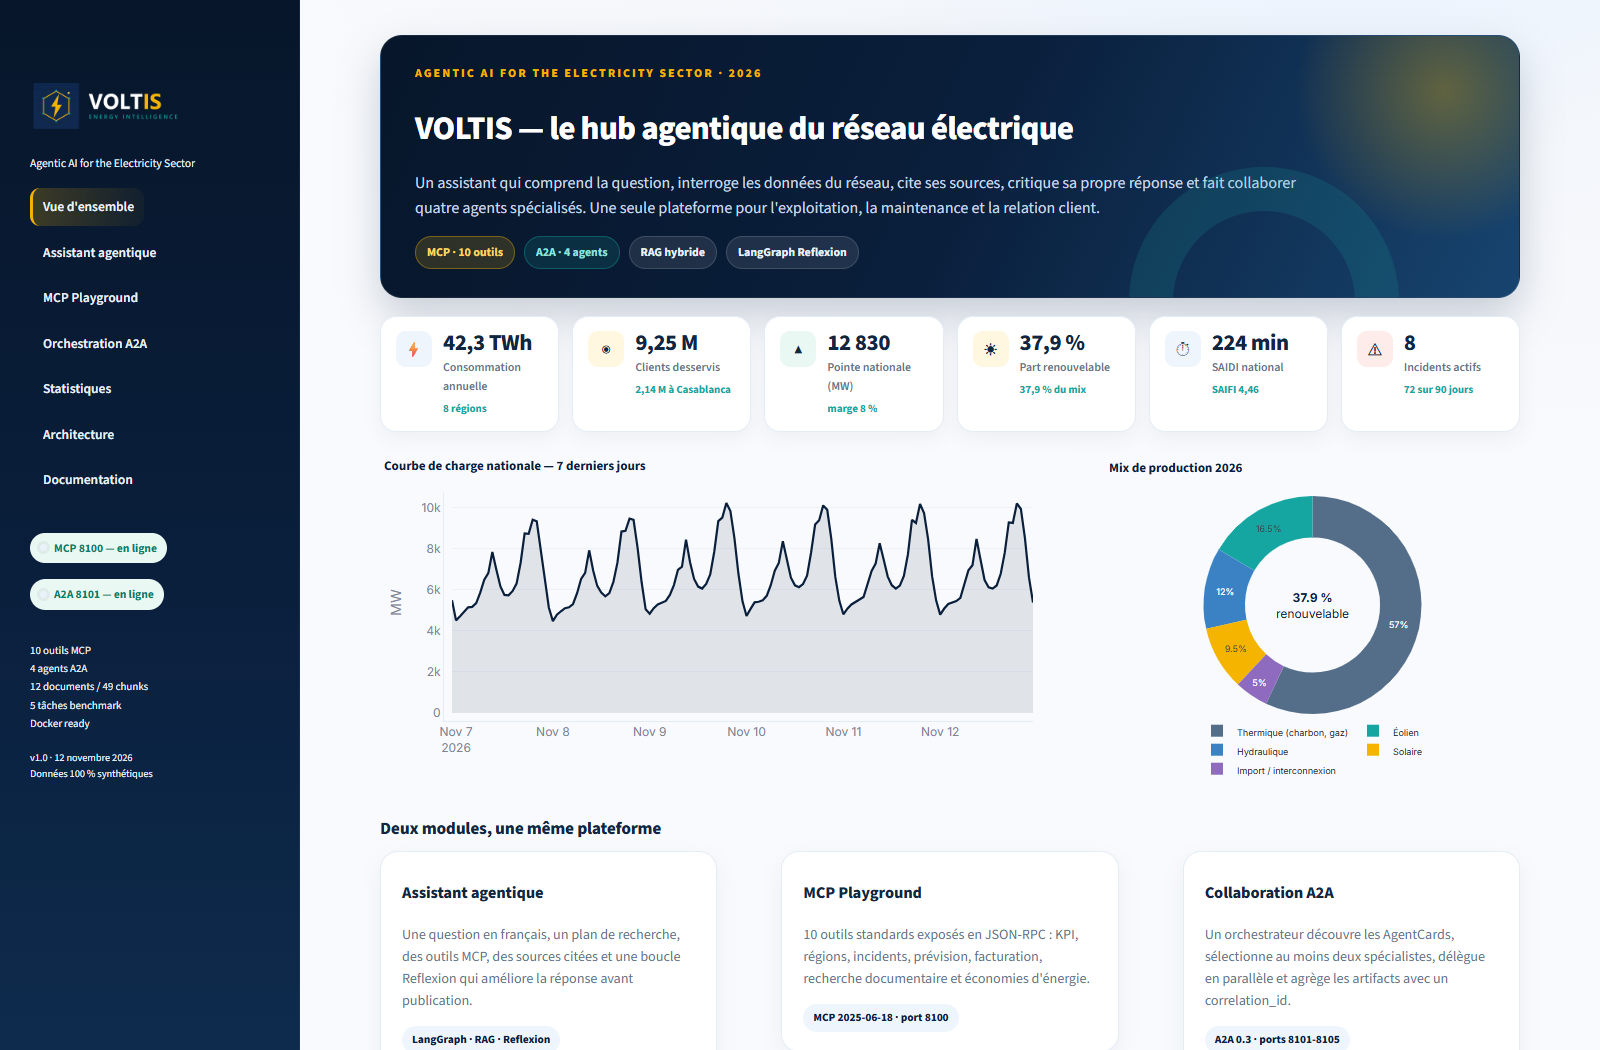 VOLTIS
ENERGY INTELLIGENCE
Agentic AI for the Electricity Sector
Vue d'ensemble
Assistant agentique
MCP Playground
Orchestration A2A
Statistiques
Architecture
Documentation
MCP 8100 — en ligne
A2A 8101 — en ligne
10 outils MCP
4 agents A2A
12 documents / 49 chunks
5 tâches benchmark
Docker ready
v1.0 · 12 novembre 2026
Données 100 % synthétiques
AGENTIC AI FOR THE ELECTRICITY SECTOR · 2026
VOLTIS — le hub agentique du réseau électrique
Un assistant qui comprend la question, interroge les données du réseau, cite ses sources, critique sa propre réponse et fait collaborer
quatre agents spécialisés. Une seule plateforme pour l'exploitation, la maintenance et la relation client.
MCP · 10 outils
A2A · 4 agents
RAG hybride
LangGraph Reflexion
42,3 TWh
Consommation
annuelle
8 régions
9,25 M
Clients desservis
2,14 M à Casablanca
12 830
Pointe nationale
(MW)
marge 8 %
37,9 %
Part renouvelable
37,9 % du mix
224 min
SAIDI national
SAIFI 4,46
8
Incidents actifs
72 sur 90 jours
Courbe de charge nationale — 7 derniers jours
MW
10k
8k
6k
4k
2k
0
Nov 7
2026
Nov 8
Nov 9
Nov 10
Nov 11
Nov 12
Mix de production 2026
16.5%
12%
9.5%
5%
57%
37.9 %
renouvelable
Thermique (charbon, gaz)
Éolien
Hydraulique
Solaire
Import / interconnexion
Deux modules, une même plateforme
Assistant agentique
Une question en français, un plan de recherche,
des outils MCP, des sources citées et une boucle
Reflexion qui améliore la réponse avant
publication.
LangGraph · RAG · Reflexion
MCP Playground
10 outils standards exposés en JSON-RPC : KPI,
régions, incidents, prévision, facturation,
recherche documentaire et économies d'énergie.
MCP 2025-06-18 · port 8100
Collaboration A2A
Un orchestrateur découvre les AgentCards,
sélectionne au moins deux spécialistes, délègue
en parallèle et agrège les artifacts avec un
correlation_id.
A2A 0.3 · ports 8101-8105